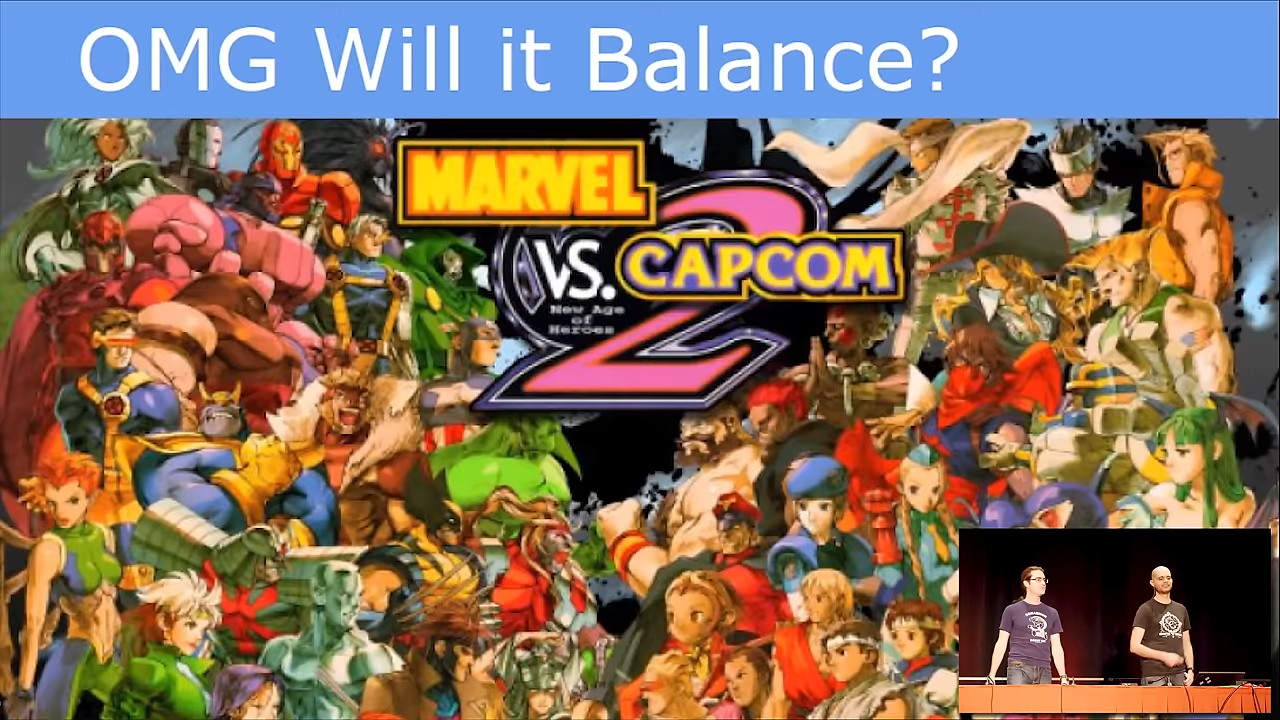 OMG Will it Balance?
MARVEL
2
VS. CAPCOM
New Age
of
Heroes